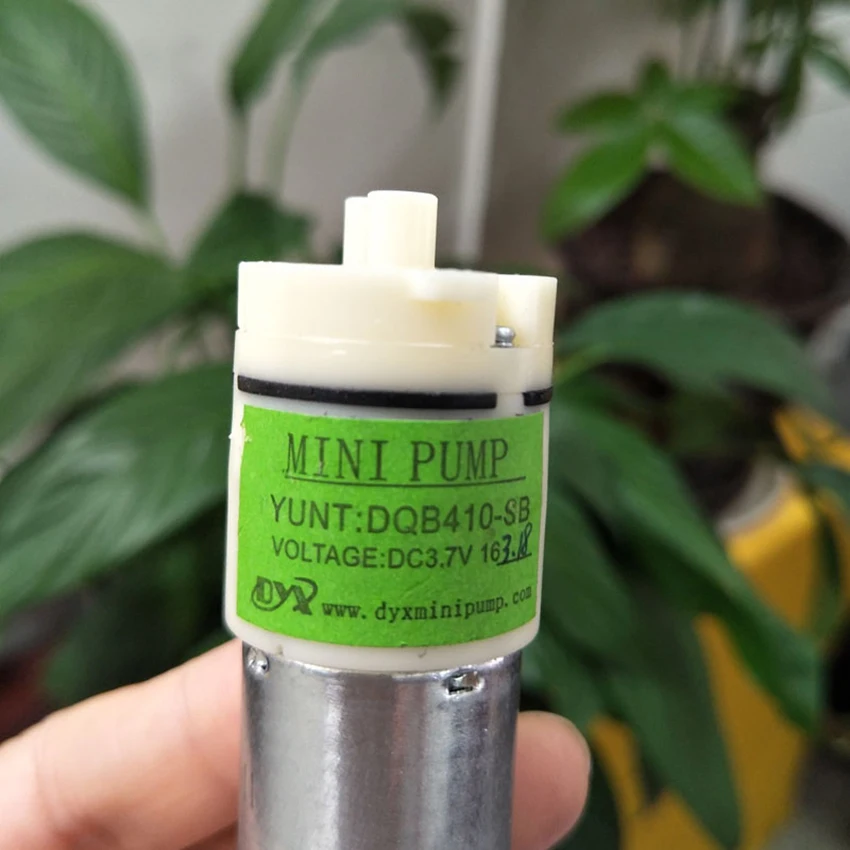 MINI PUMP
YUNT:DQB410-SB
VOLTAGE:DC3.7V 163.18
DYX www.dyxminipump.com